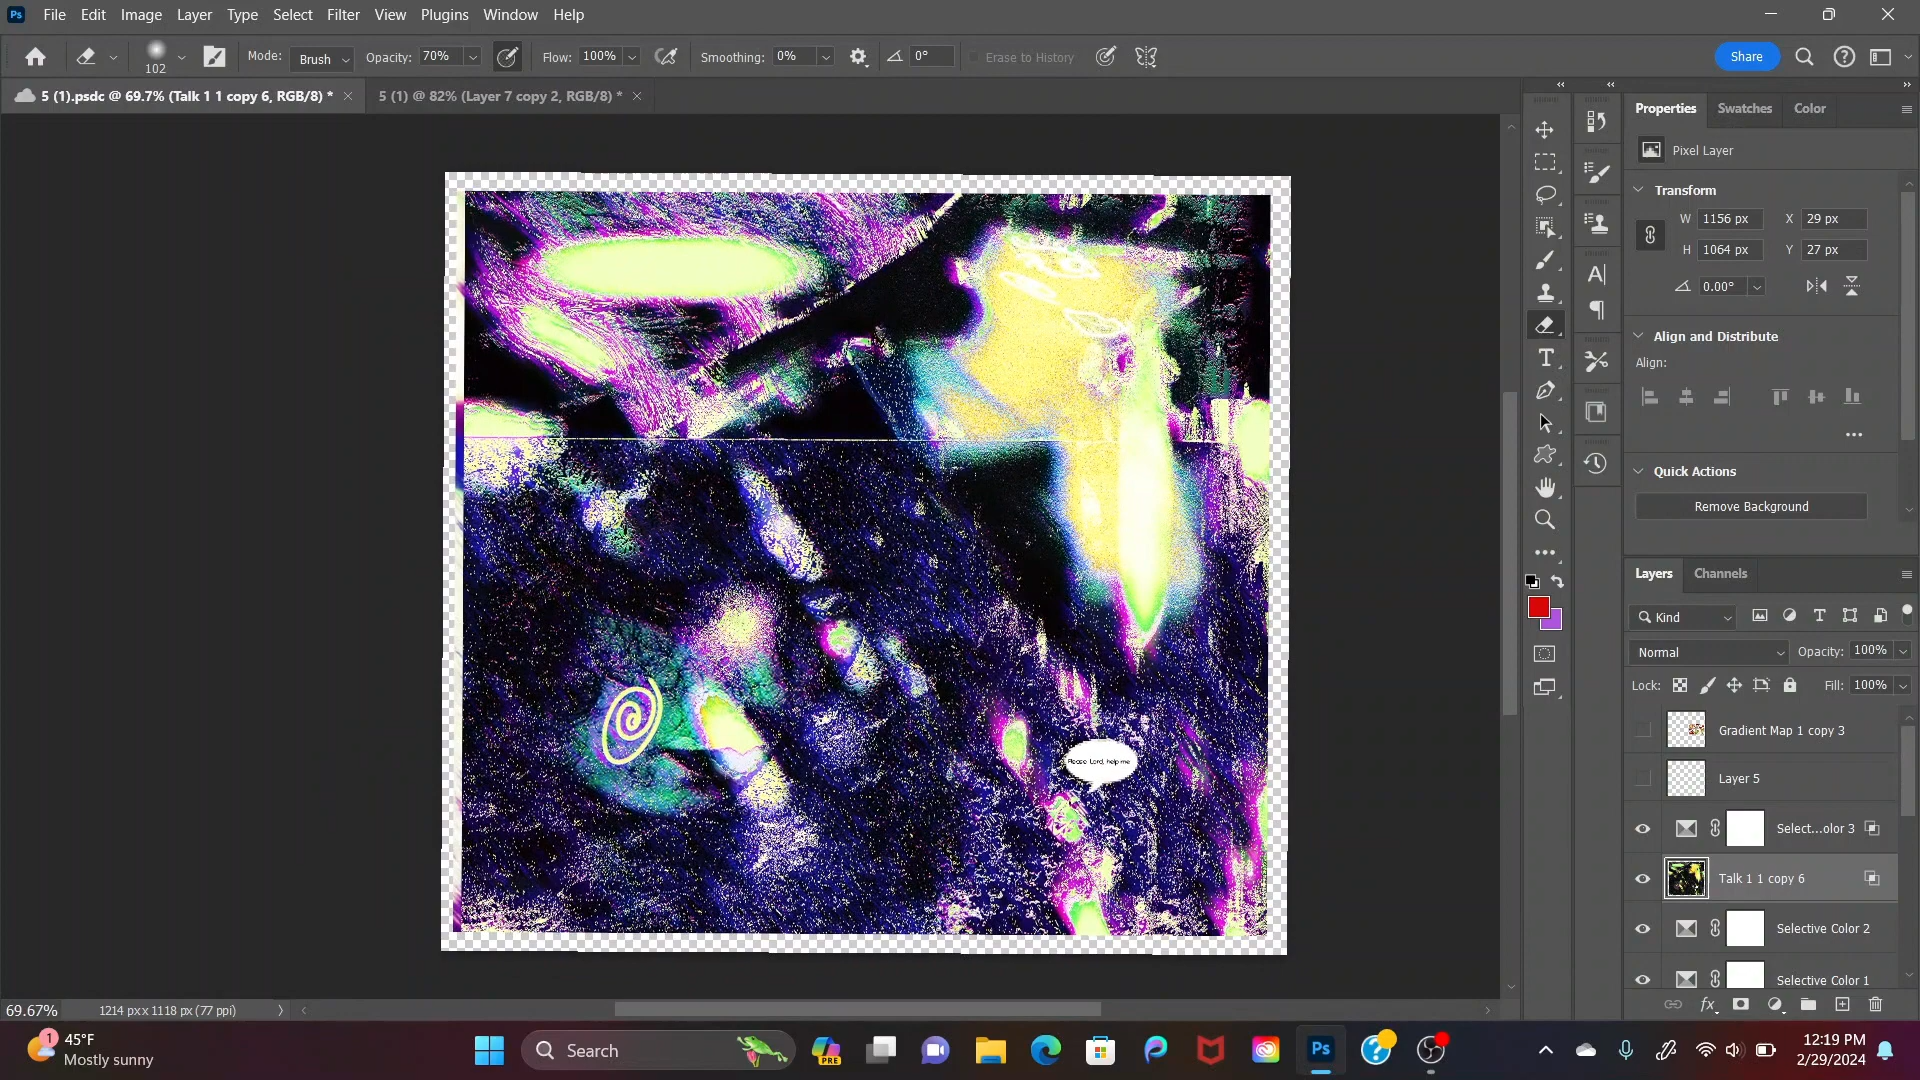 Ps File Edit Image Layer Type Select Filter View Plugins Window Help
102 Mode: Brush Opacity: 70% Flow: 100% Smoothing: 0% 0° Erase to History Share
5 (1).psdc @ 69.7% (Talk 1 1 copy 6, RGB/8) * 5 (1) @ 82% (Layer 7 copy 2, RGB/8) *
Properties Swatches Color
Pixel Layer
Transform
W 1156 px X 29 px
H 1064 px Y 27 px
0.00°
Align and Distribute
Align:
Quick Actions
Remove Background
Layers Channels
Kind
Normal Opacity: 100%
Lock: Fill: 100%
Gradient Map 1 copy 3
Layer 5
Select...olor 3
Talk 1 1 copy 6
Selective Color 2
Selective Color 1
Please Lord, help me
69.67% 1214 px x 1118 px (77 ppi)
1 45°F
Mostly sunny
Search
PRE
Ps
12:19 PM
2/29/2024